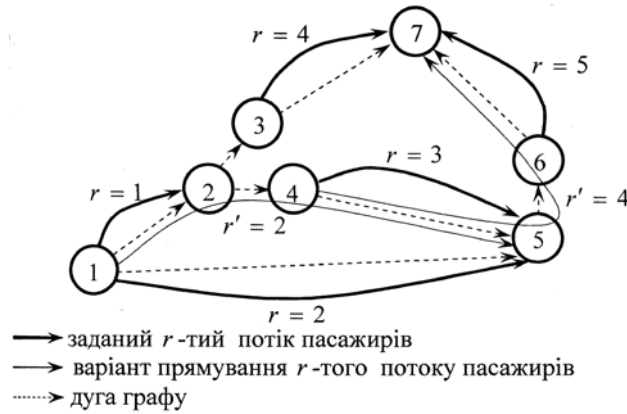 7
r = 4
r = 5
3
6
r = 3
2
4
r = 1
r′ = 4
r′ = 2
5
1
r = 2
заданий r -тий потік пасажирів
варіант прямування r -того потоку пасажирів
дуга графу